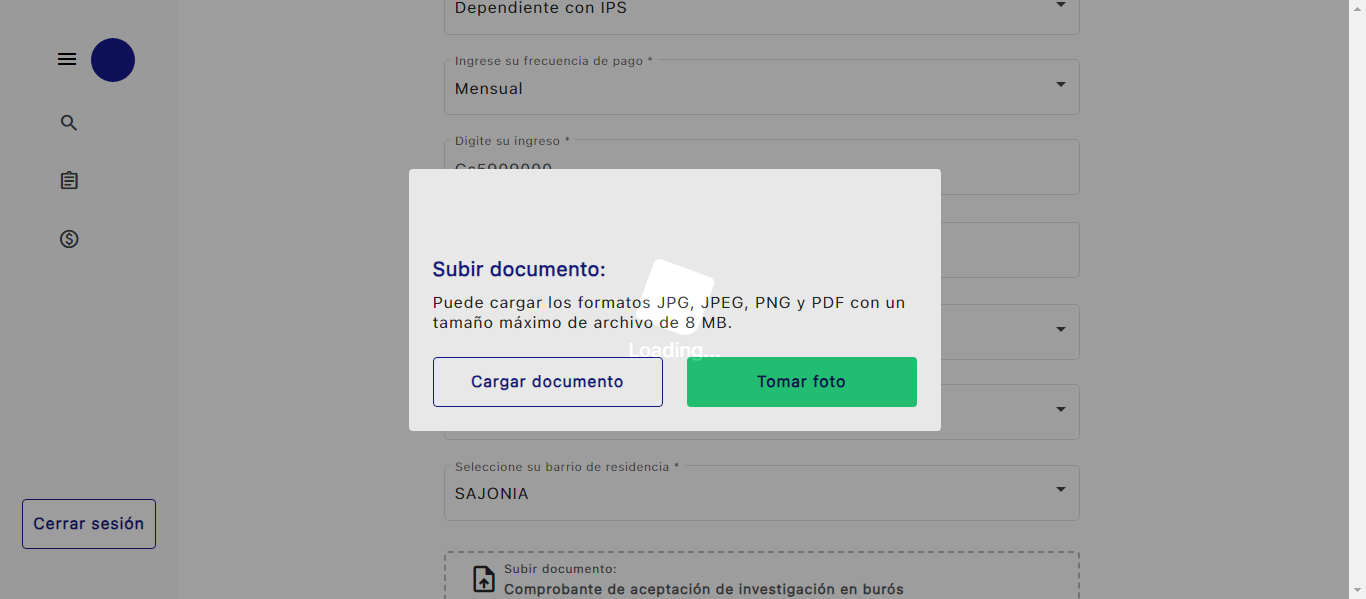 Dependiente con IPS
Ingrese su frecuencia de pago *
Mensual
Digite su ingreso *
Subir documento:
Puede cargar los formatos JPG, JPEG, PNG y PDF con un
tamaño máximo de archivo de 8 MB.
Loading...
Cargar documento
Tomar foto
Seleccione su barrio de residencia *
SAJONIA
Cerrar sesión
Subir documento:
Comprobante de aceptación de investigación en burós